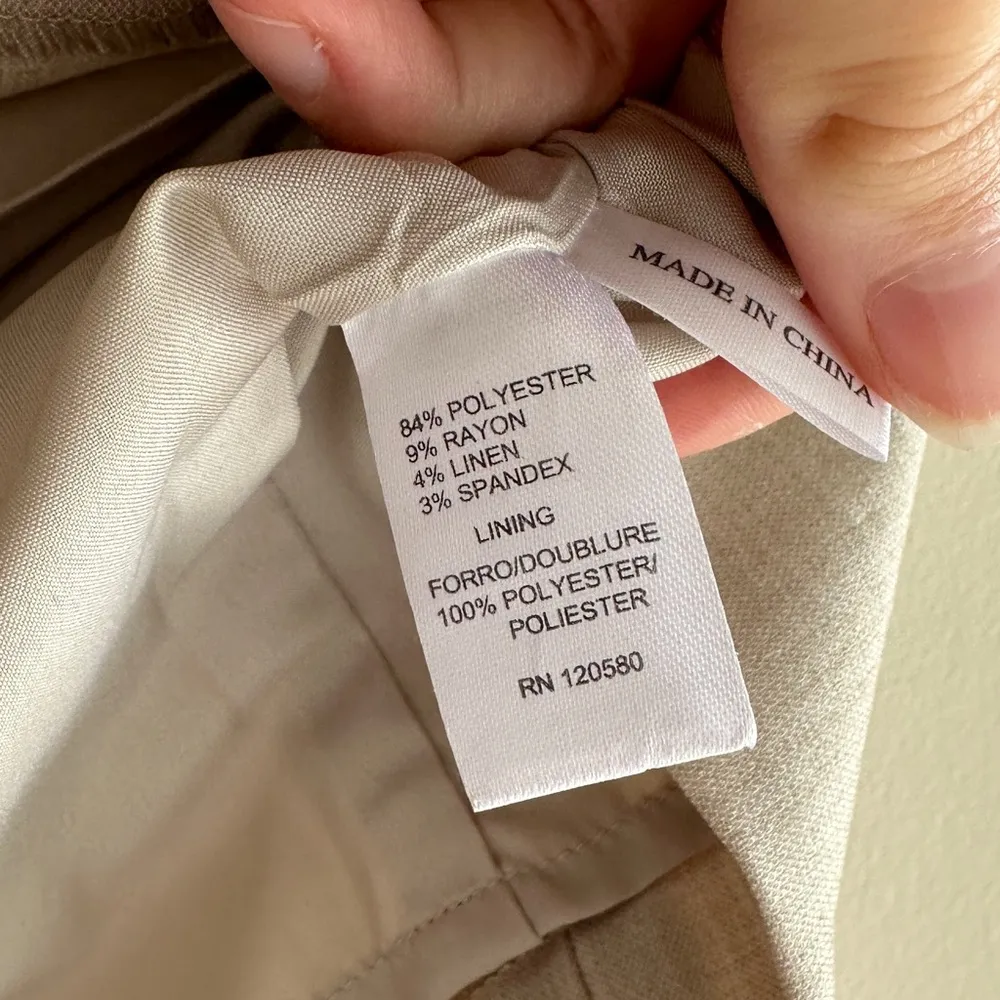 84% POLYESTER
9% RAYON
4% LINEN
3% SPANDEX
LINING
FORRO/DOUBLURE
100% POLYESTER/
POLIESTER
RN 120580
MADE IN CHINA